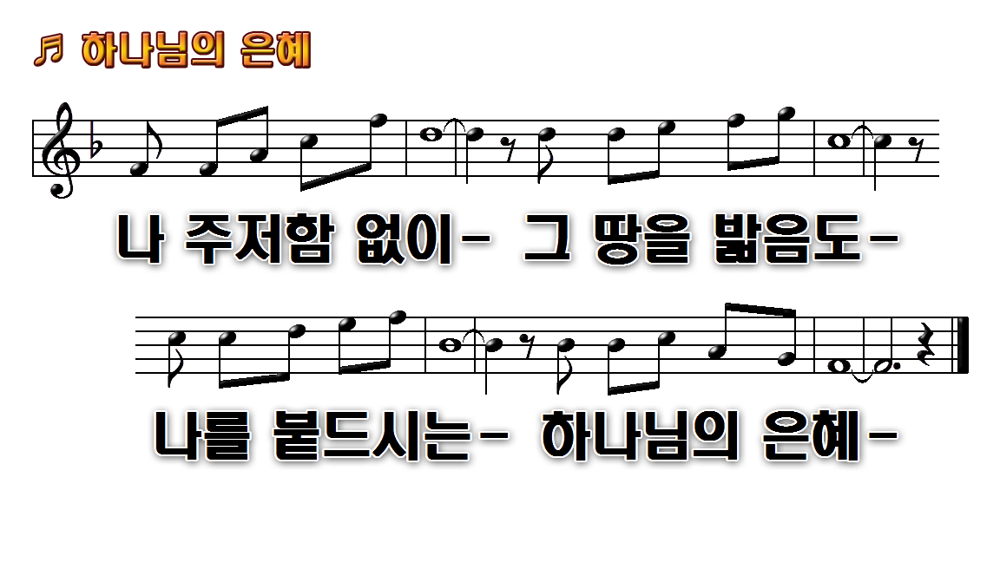 ♬ 하나님의 은혜
나 주저함 없이- 그 땅을 밟음도-
나를 붙드시는- 하나님의 은혜-